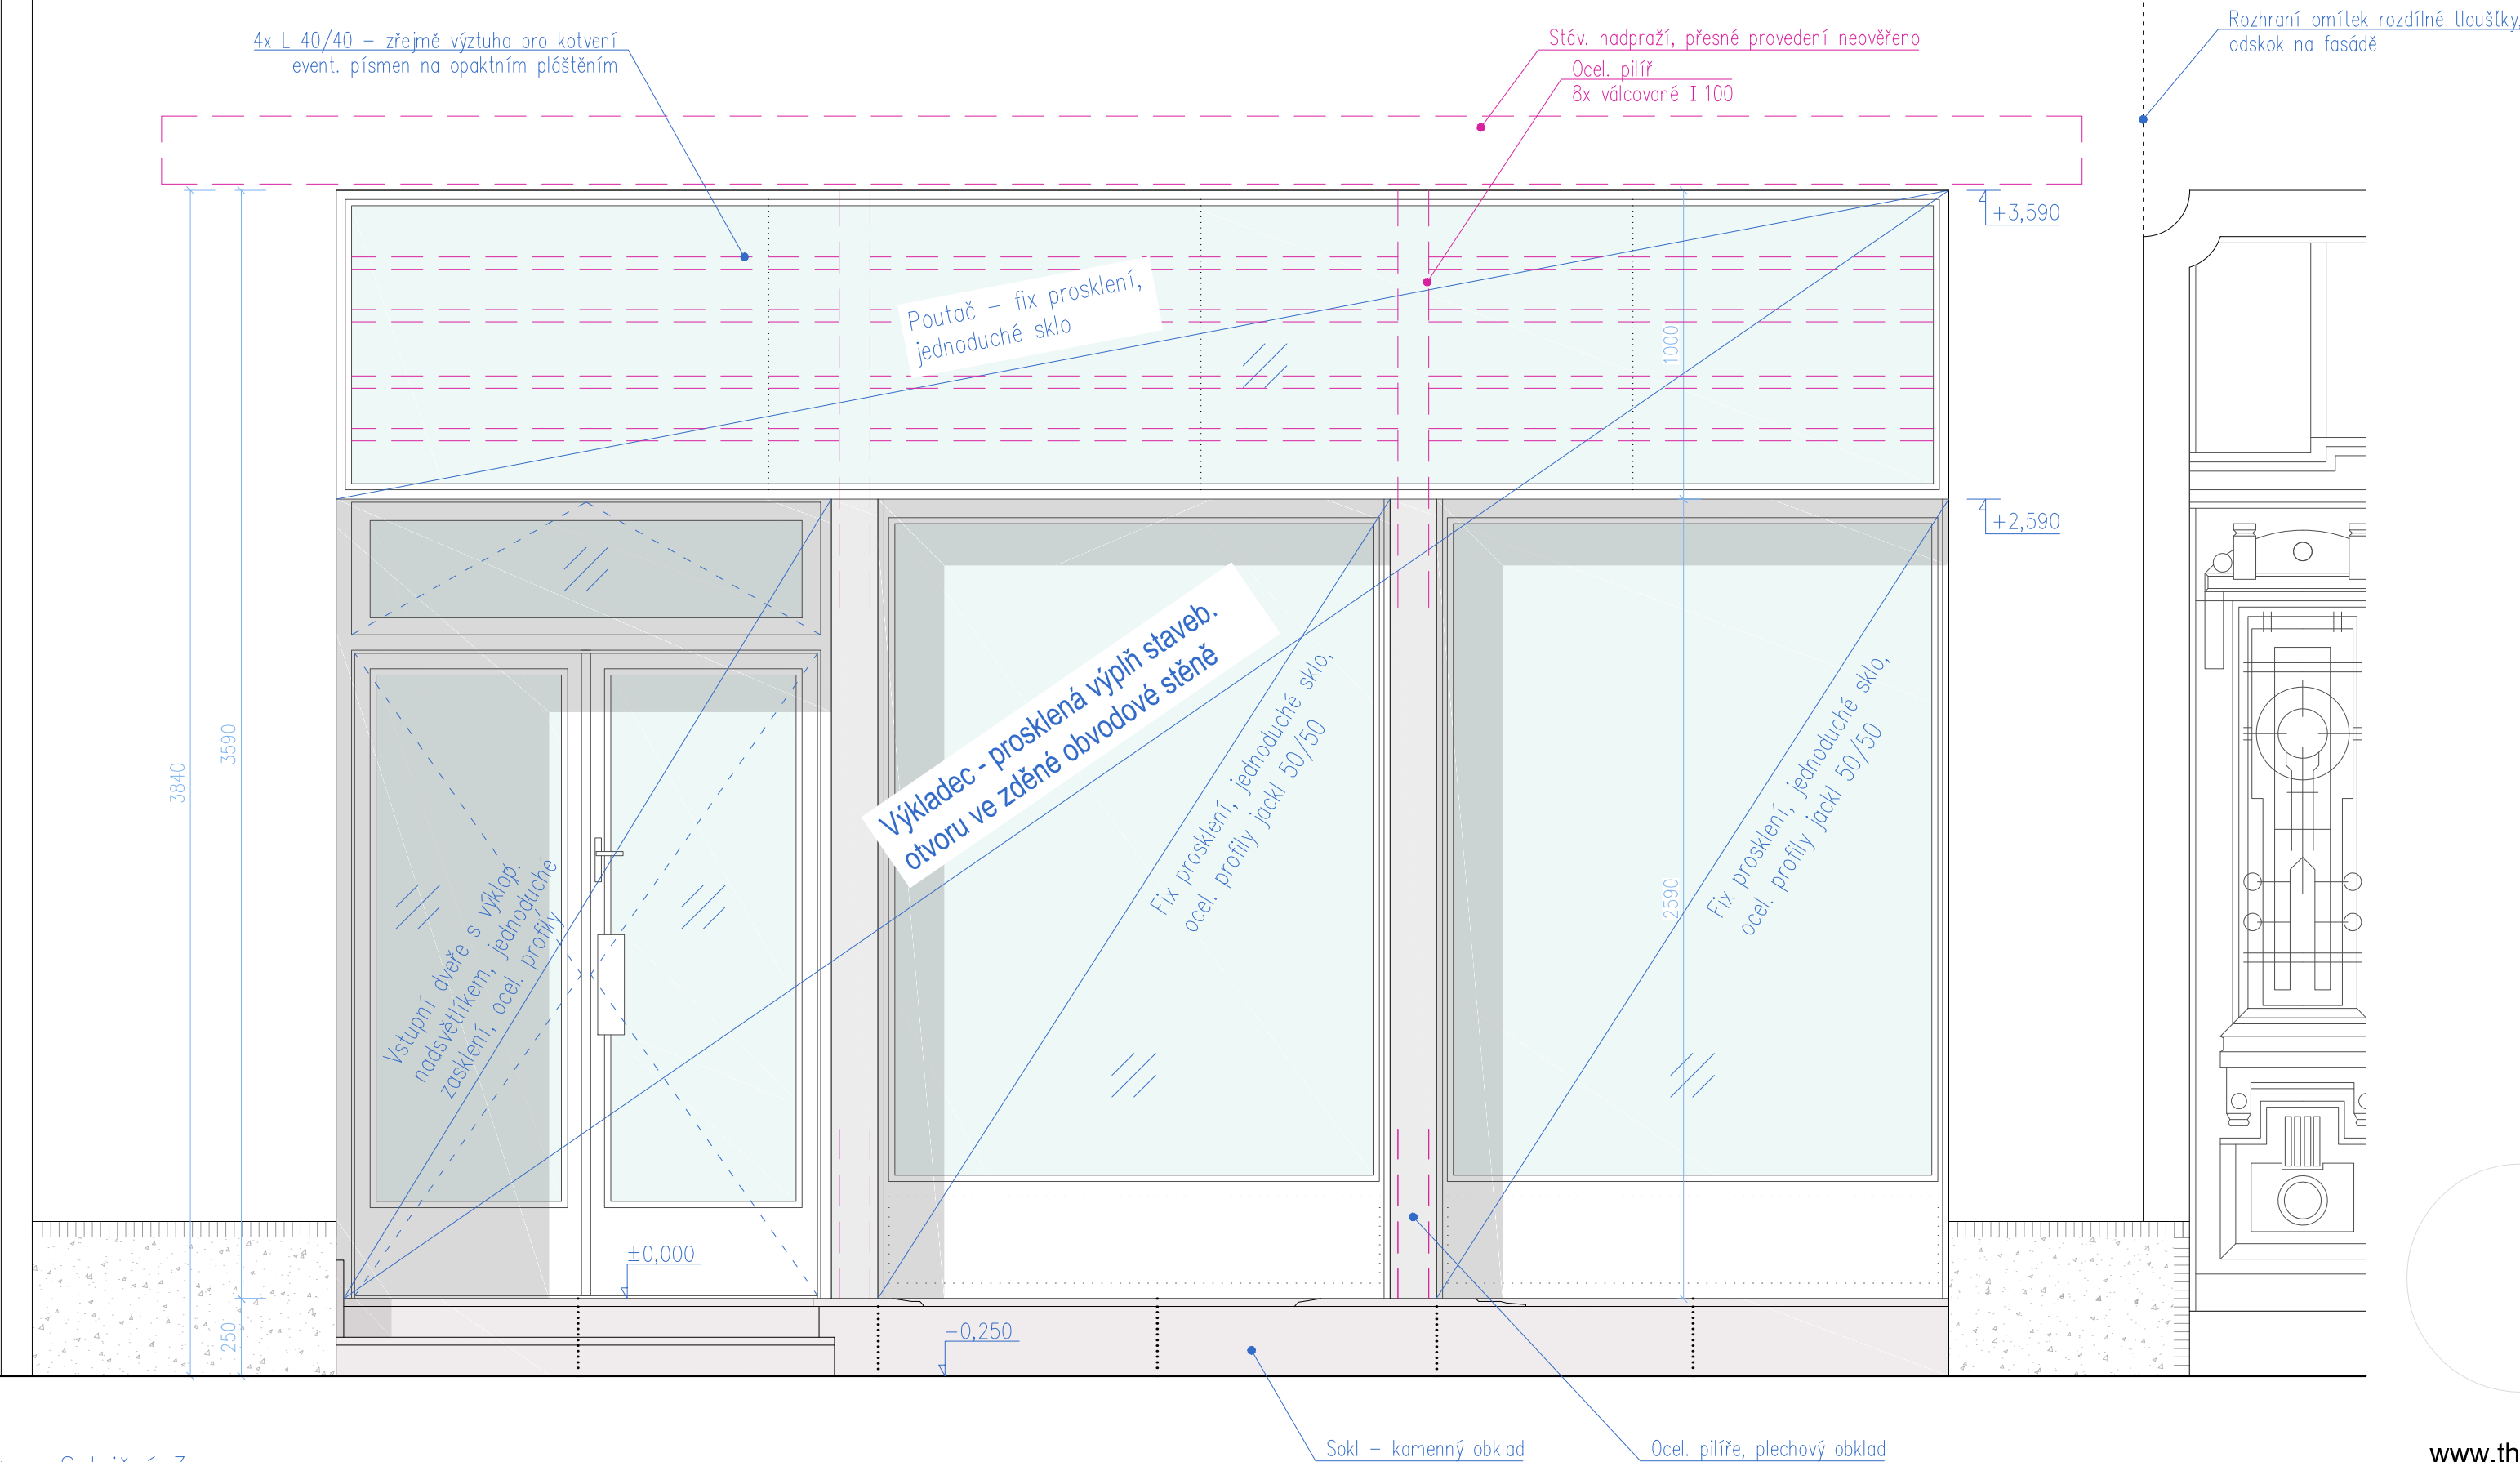 4x L 40/40 – zřejmě výztuha pro kotvení
event. písmen na opaktním pláštěním
Stáv. nadpraží, přesné provedení neověřeno
Ocel. pilíř
8x válcované I 100
Rozhraní omítek rozdílné tloušťky,
odskok na fasádě
+3,590
Poutač – fix prosklení,
jednoduché sklo
1000
+2,590
3840
3590
Výkladec - prosklená výplň staveb.
otvoru ve zděné obvodové stěně
Fix prosklení, jednoduché sklo,
ocel. profily jackl 50/50
Fix prosklení, jednoduché sklo,
ocel. profily jackl 50/50
2590
Vstupní dveře s výklop.
nadsvětlíkem, jednoduché
zasklení, ocel. profily
±0,000
250
-0,250
Sokl – kamenný obklad
Ocel. pilíře, plechový obklad
www.th